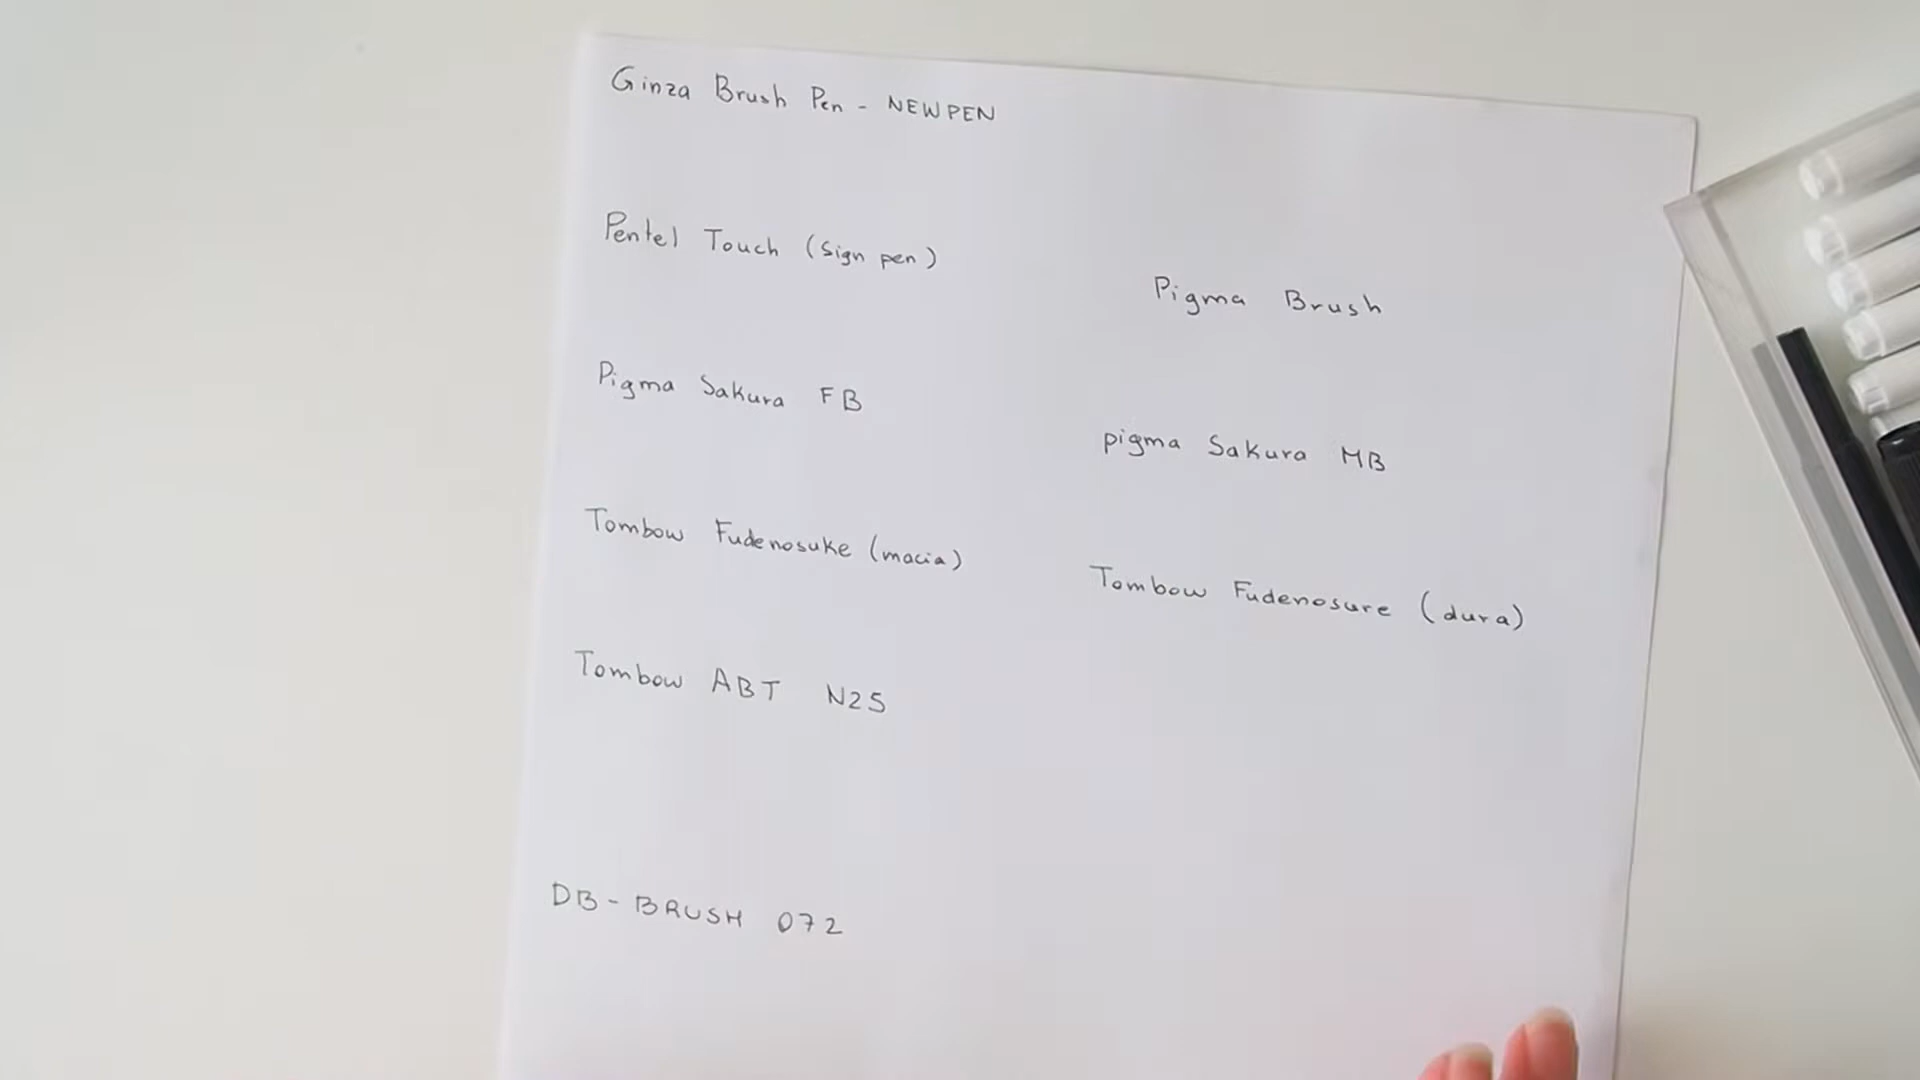 Ginza Brush Pen - NEWPEN
Pentel Touch (Sign pen)
Pigma Brush
Pigma Sakura FB
pigma Sakura MB
Tombow Fudenosuke (macia)
Tombow Fudenosure (dura)
Tombow ABT N25
DB-BRUSH 072